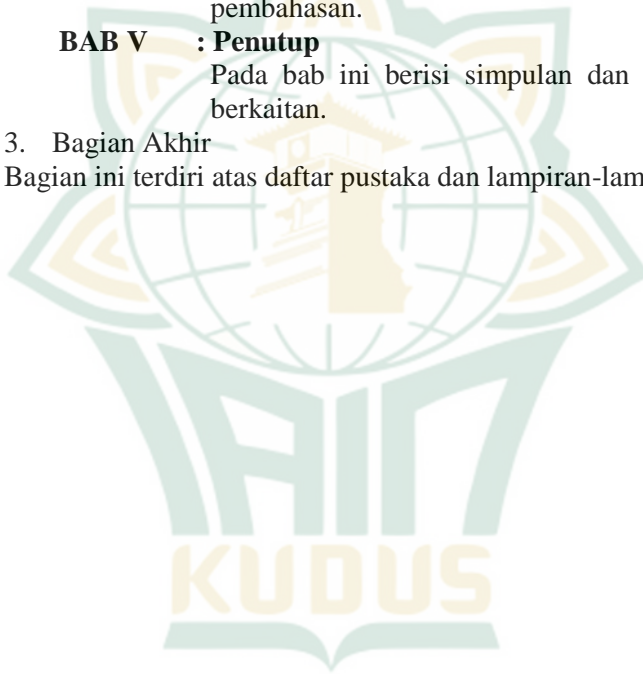 pembahasan.
BAB V : Penutup
Pada bab ini berisi simpulan dan
berkaitan.
3. Bagian Akhir
Bagian ini terdiri atas daftar pustaka dan lampiran-lam
IAIN
KUDUS